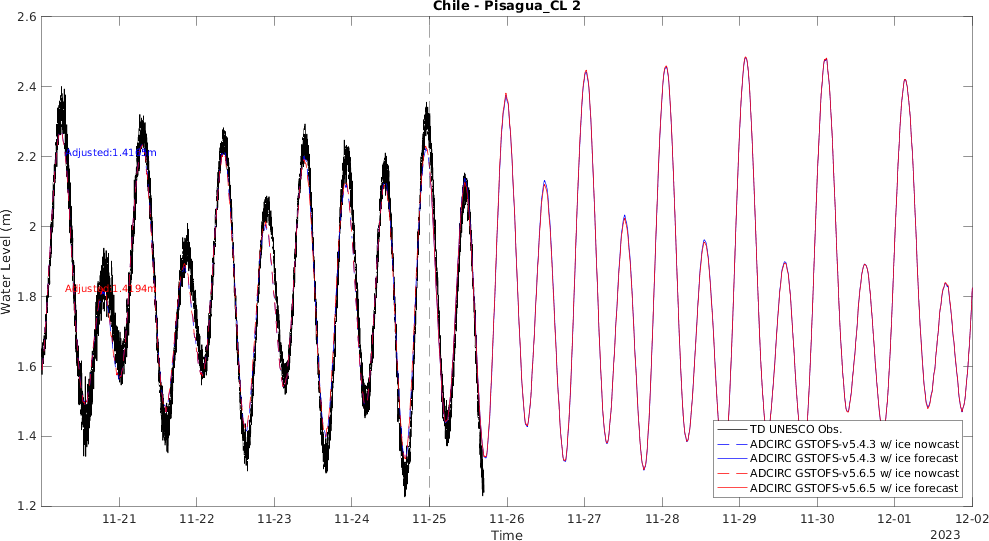 Chile - Pisagua_CL 2
2.6
2.4
2.2
2
1.8
1.6
1.4
1.2
Water Level (m)
Adjusted:1.4194m
TD UNESCO Obs.
ADCIRC GSTOFS-v5.4.3 w/ ice nowcast
ADCIRC GSTOFS-v5.4.3 w/ ice forecast
ADCIRC GSTOFS-v5.6.5 w/ ice nowcast
ADCIRC GSTOFS-v5.6.5 w/ ice forecast
11-21 11-22 11-23 11-24 11-25 11-26 11-27 11-28 11-29 11-30 12-01 12-02
Time
2023